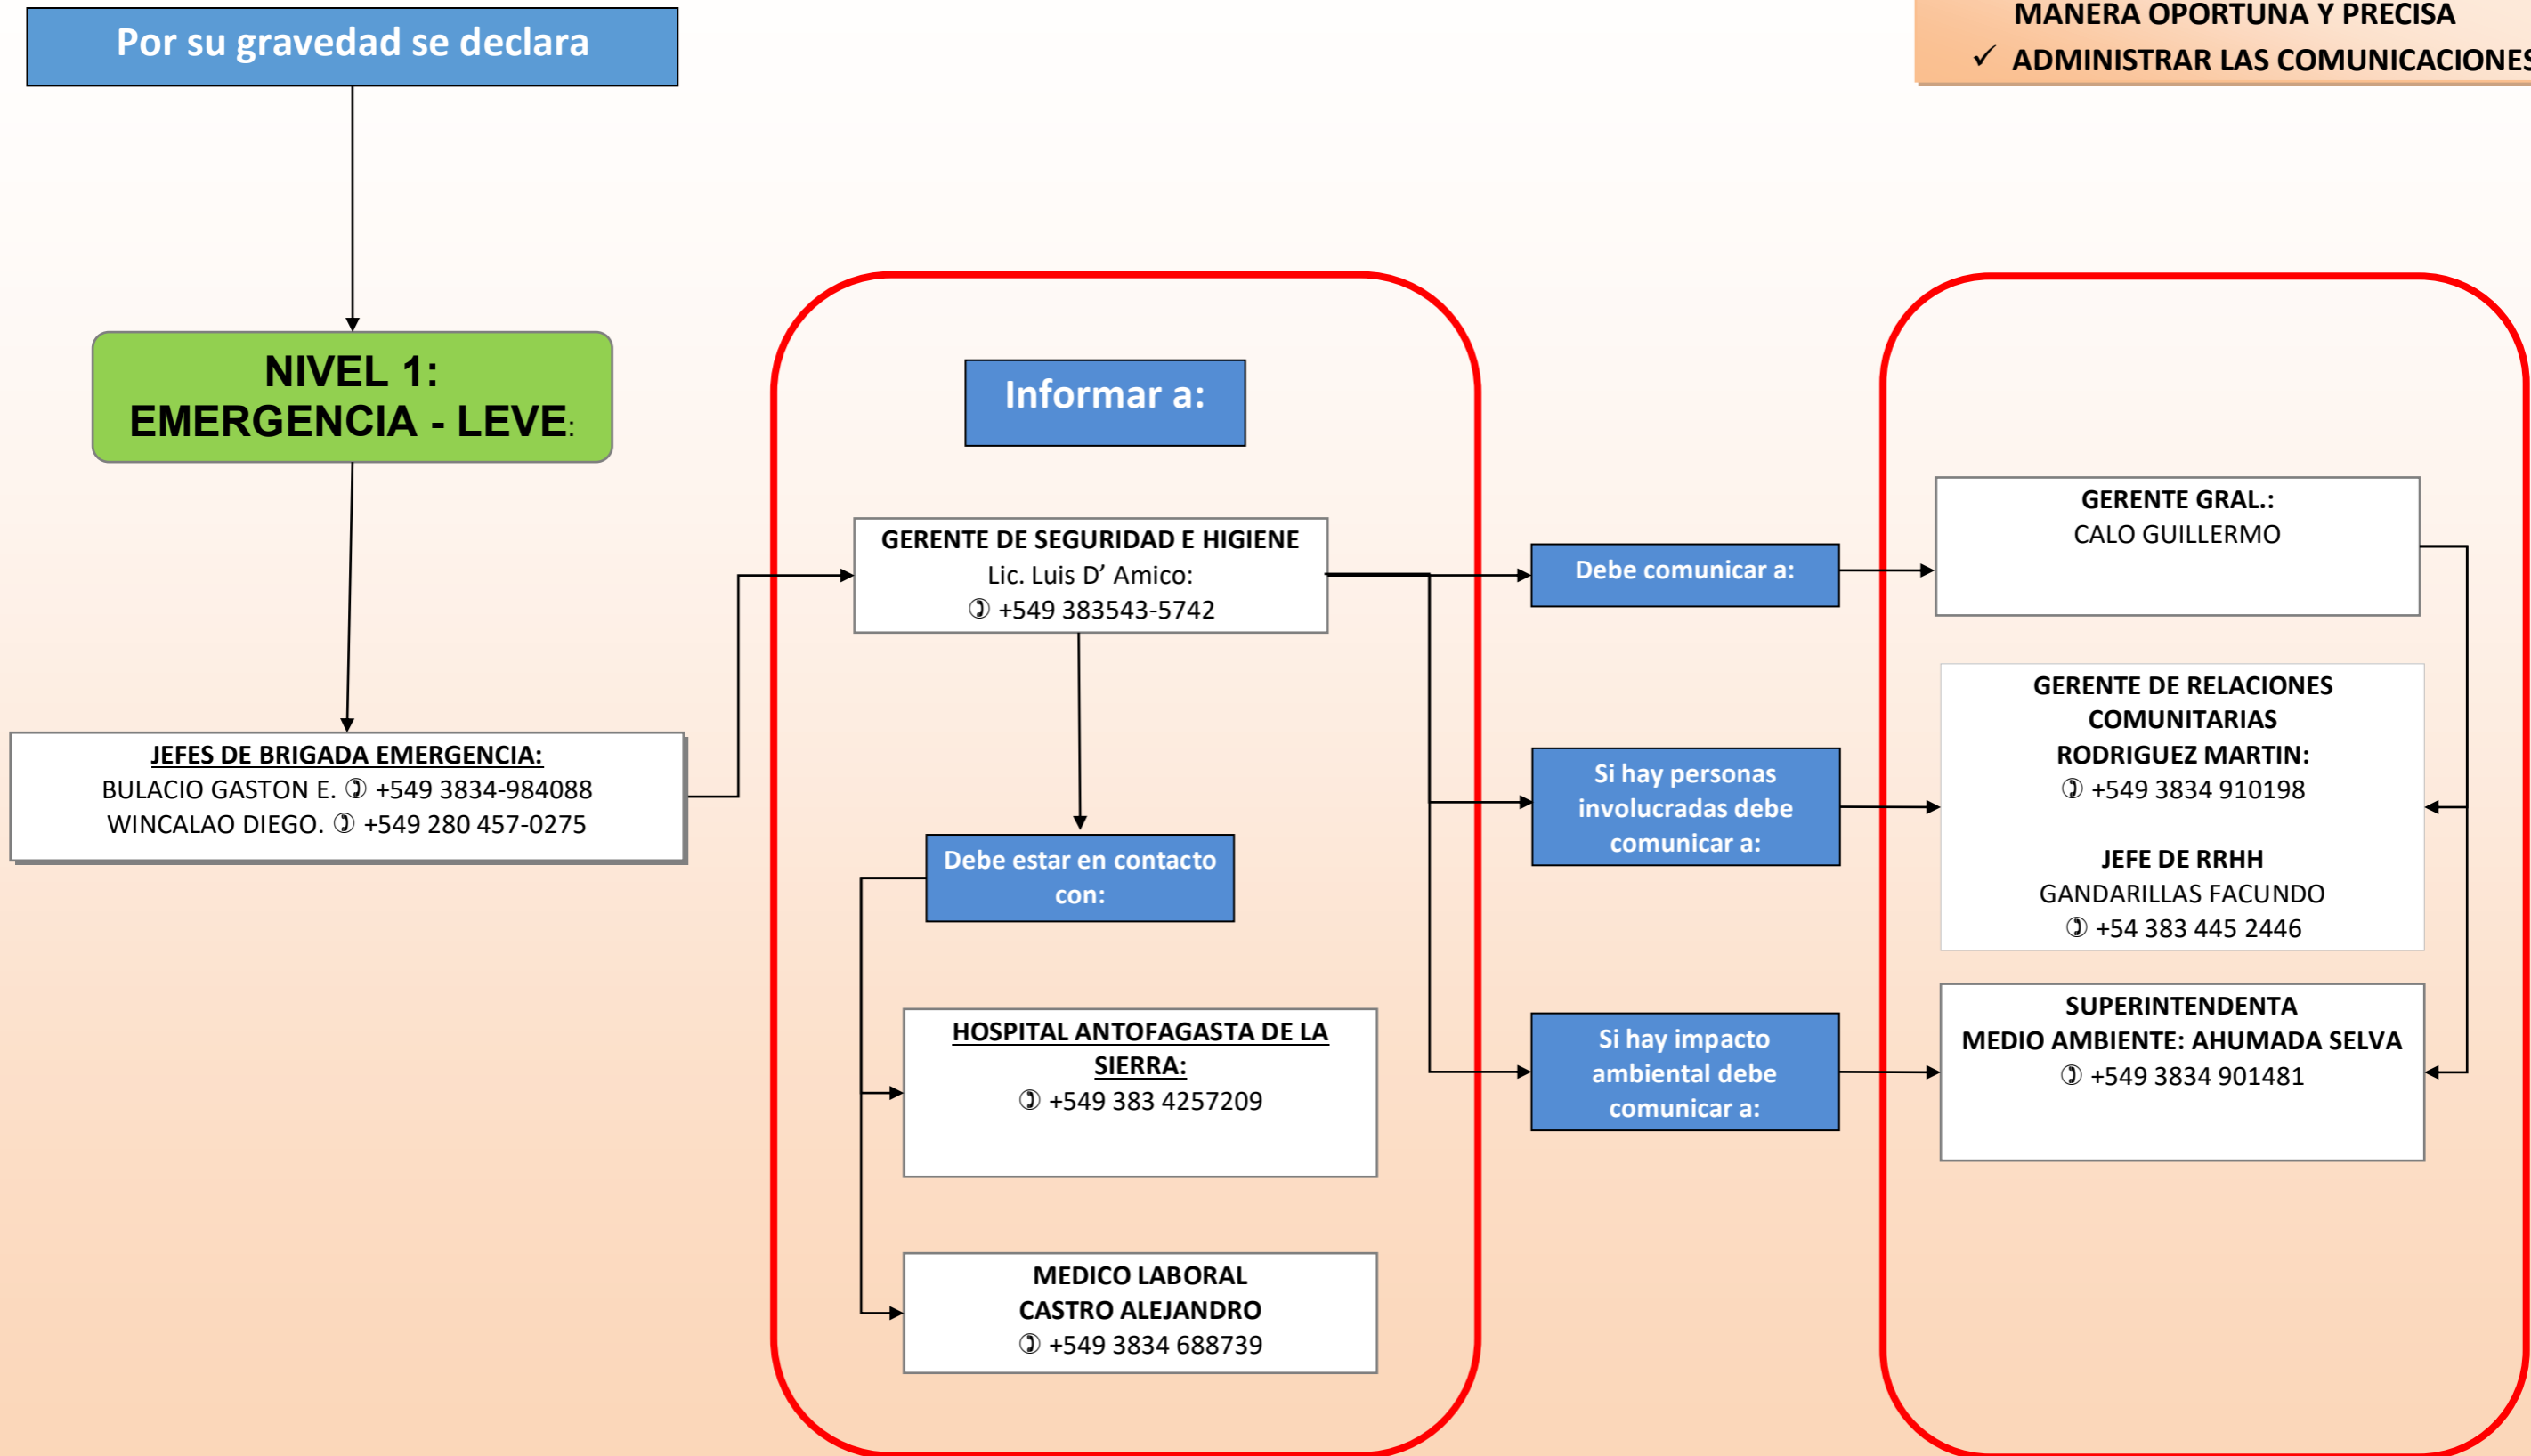 Por su gravedad se declara
MANERA OPORTUNA Y PRECISA
✓ ADMINISTRAR LAS COMUNICACIONES
NIVEL 1:
EMERGENCIA - LEVE:
JEFES DE BRIGADA EMERGENCIA:
BULACIO GASTON E. ✆ +549 3834-984088
WINCALAO DIEGO. ✆ +549 280 457-0275
Informar a:
GERENTE DE SEGURIDAD E HIGIENE
Lic. Luis D’ Amico:
✆ +549 383543-5742
Debe estar en contacto
con:
HOSPITAL ANTOFAGASTA DE LA
SIERRA:
✆ +549 383 4257209
MEDICO LABORAL
CASTRO ALEJANDRO
✆ +549 3834 688739
Debe comunicar a:
Si hay personas
involucradas debe
comunicar a:
Si hay impacto
ambiental debe
comunicar a:
GERENTE GRAL.:
CALO GUILLERMO
GERENTE DE RELACIONES
COMUNITARIAS
RODRIGUEZ MARTIN:
✆ +549 3834 910198
JEFE DE RRHH
GANDARILLAS FACUNDO
✆ +54 383 445 2446
SUPERINTENDENTA
MEDIO AMBIENTE: AHUMADA SELVA
✆ +549 3834 901481